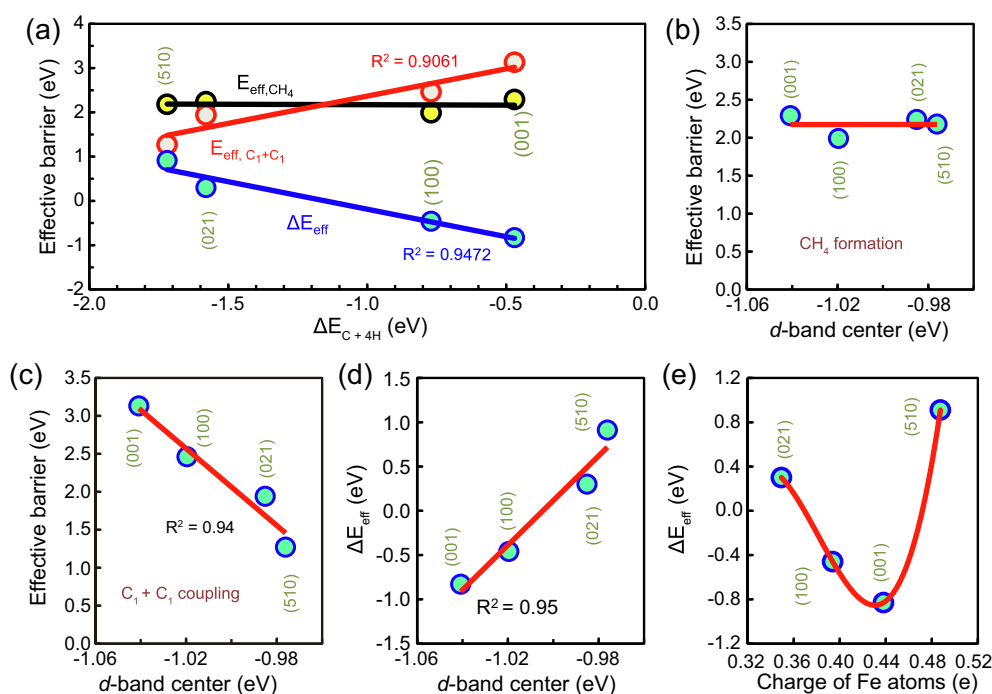 (a)
Effective barrier (eV)
4
3
2
1
0
-1
-2
(510)
E_eff,CH₄
R² = 0.9061
E_eff, C₁+C₁
(021)
ΔE_eff
(100)
(001)
R² = 0.9472
-2.0 -1.5 -1.0 -0.5 0.0
ΔE_C + 4H (eV)
(b)
Effective barrier (eV)
3.5
3.0
2.5
2.0
1.5
1.0
0.5
0.0
(001)
(021)
(100)
(510)
CH₄ formation
-1.06 -1.02 -0.98
d-band center (eV)
(c)
Effective barrier (eV)
3.5
3.0
2.5
2.0
1.5
1.0
0.5
0.0
(001)
(100)
(021)
R² = 0.94
(510)
C₁ + C₁ coupling
-1.06 -1.02 -0.98
d-band center (eV)
(d)
ΔE_eff (eV)
1.5
1.0
0.5
0.0
-0.5
-1.0
-1.5
(510)
(100)
(021)
(001)
R² = 0.95
-1.06 -1.02 -0.98
d-band center (eV)
(e)
ΔE_eff (eV)
1.2
0.8
0.4
0.0
-0.4
-0.8
-1.2
(510)
(021)
(100)
(001)
0.32 0.36 0.40 0.44 0.48 0.52
Charge of Fe atoms (e)